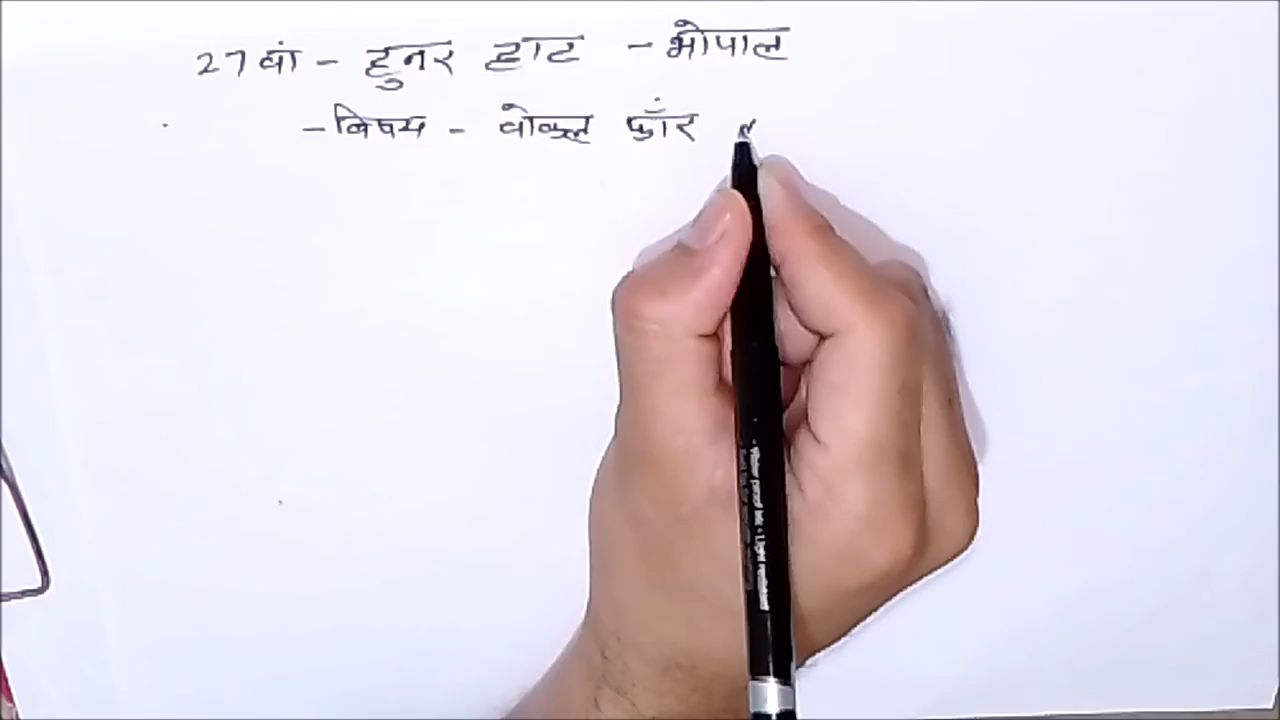 27वां - हुनर हाट - भोपाल
- विषय - वोकल फॉर